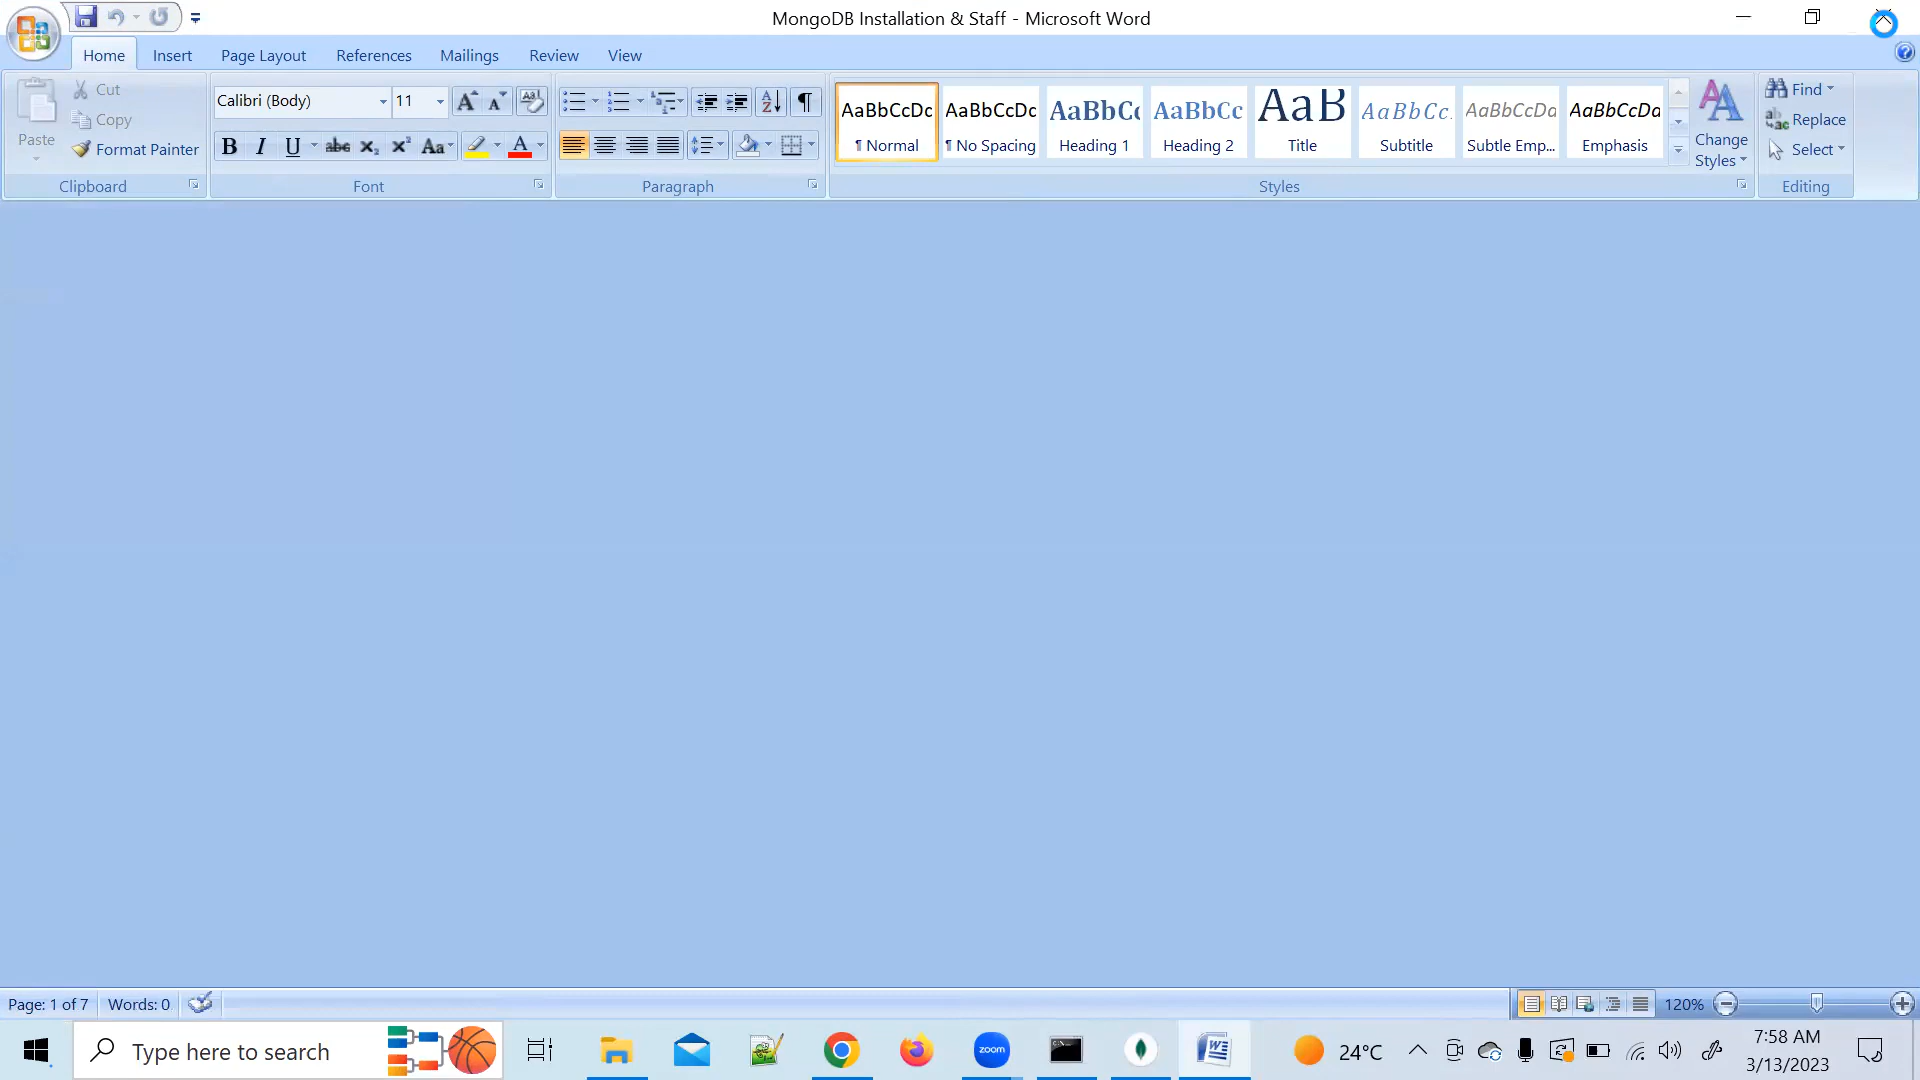 MongoDB Installation & Staff - Microsoft Word
Home Insert Page Layout References Mailings Review View
Paste
Cut
Copy
Format Painter
Clipboard
Calibri (Body) 11
B I U abc x₂ x² Aa
Font
Paragraph
AaBbCcDc AaBbCcDc AaBbCc AaBbCc AaB AaBbCc. AaBbCcDa AaBbCcDa
¶ Normal ¶ No Spacing Heading 1 Heading 2 Title Subtitle Subtle Emp... Emphasis
Change
Styles
Styles
Find
Replace
Select
Editing
Page: 1 of 7 Words: 0 120%
Type here to search
zoom
24°C
7:58 AM
3/13/2023